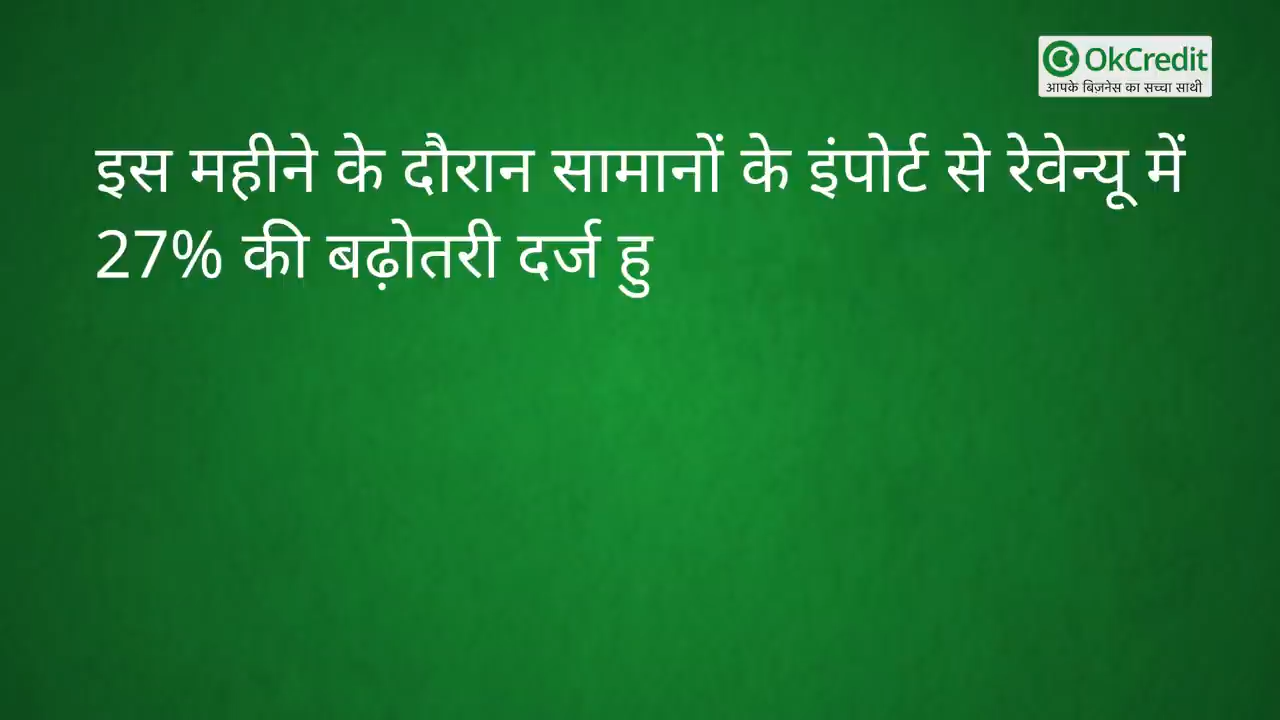 OkCredit
आपके बिज़नेस का सच्चा साथी
इस महीने के दौरान सामानों के इंपोर्ट से रेवेन्यू में
27% की बढ़ोतरी दर्ज हु